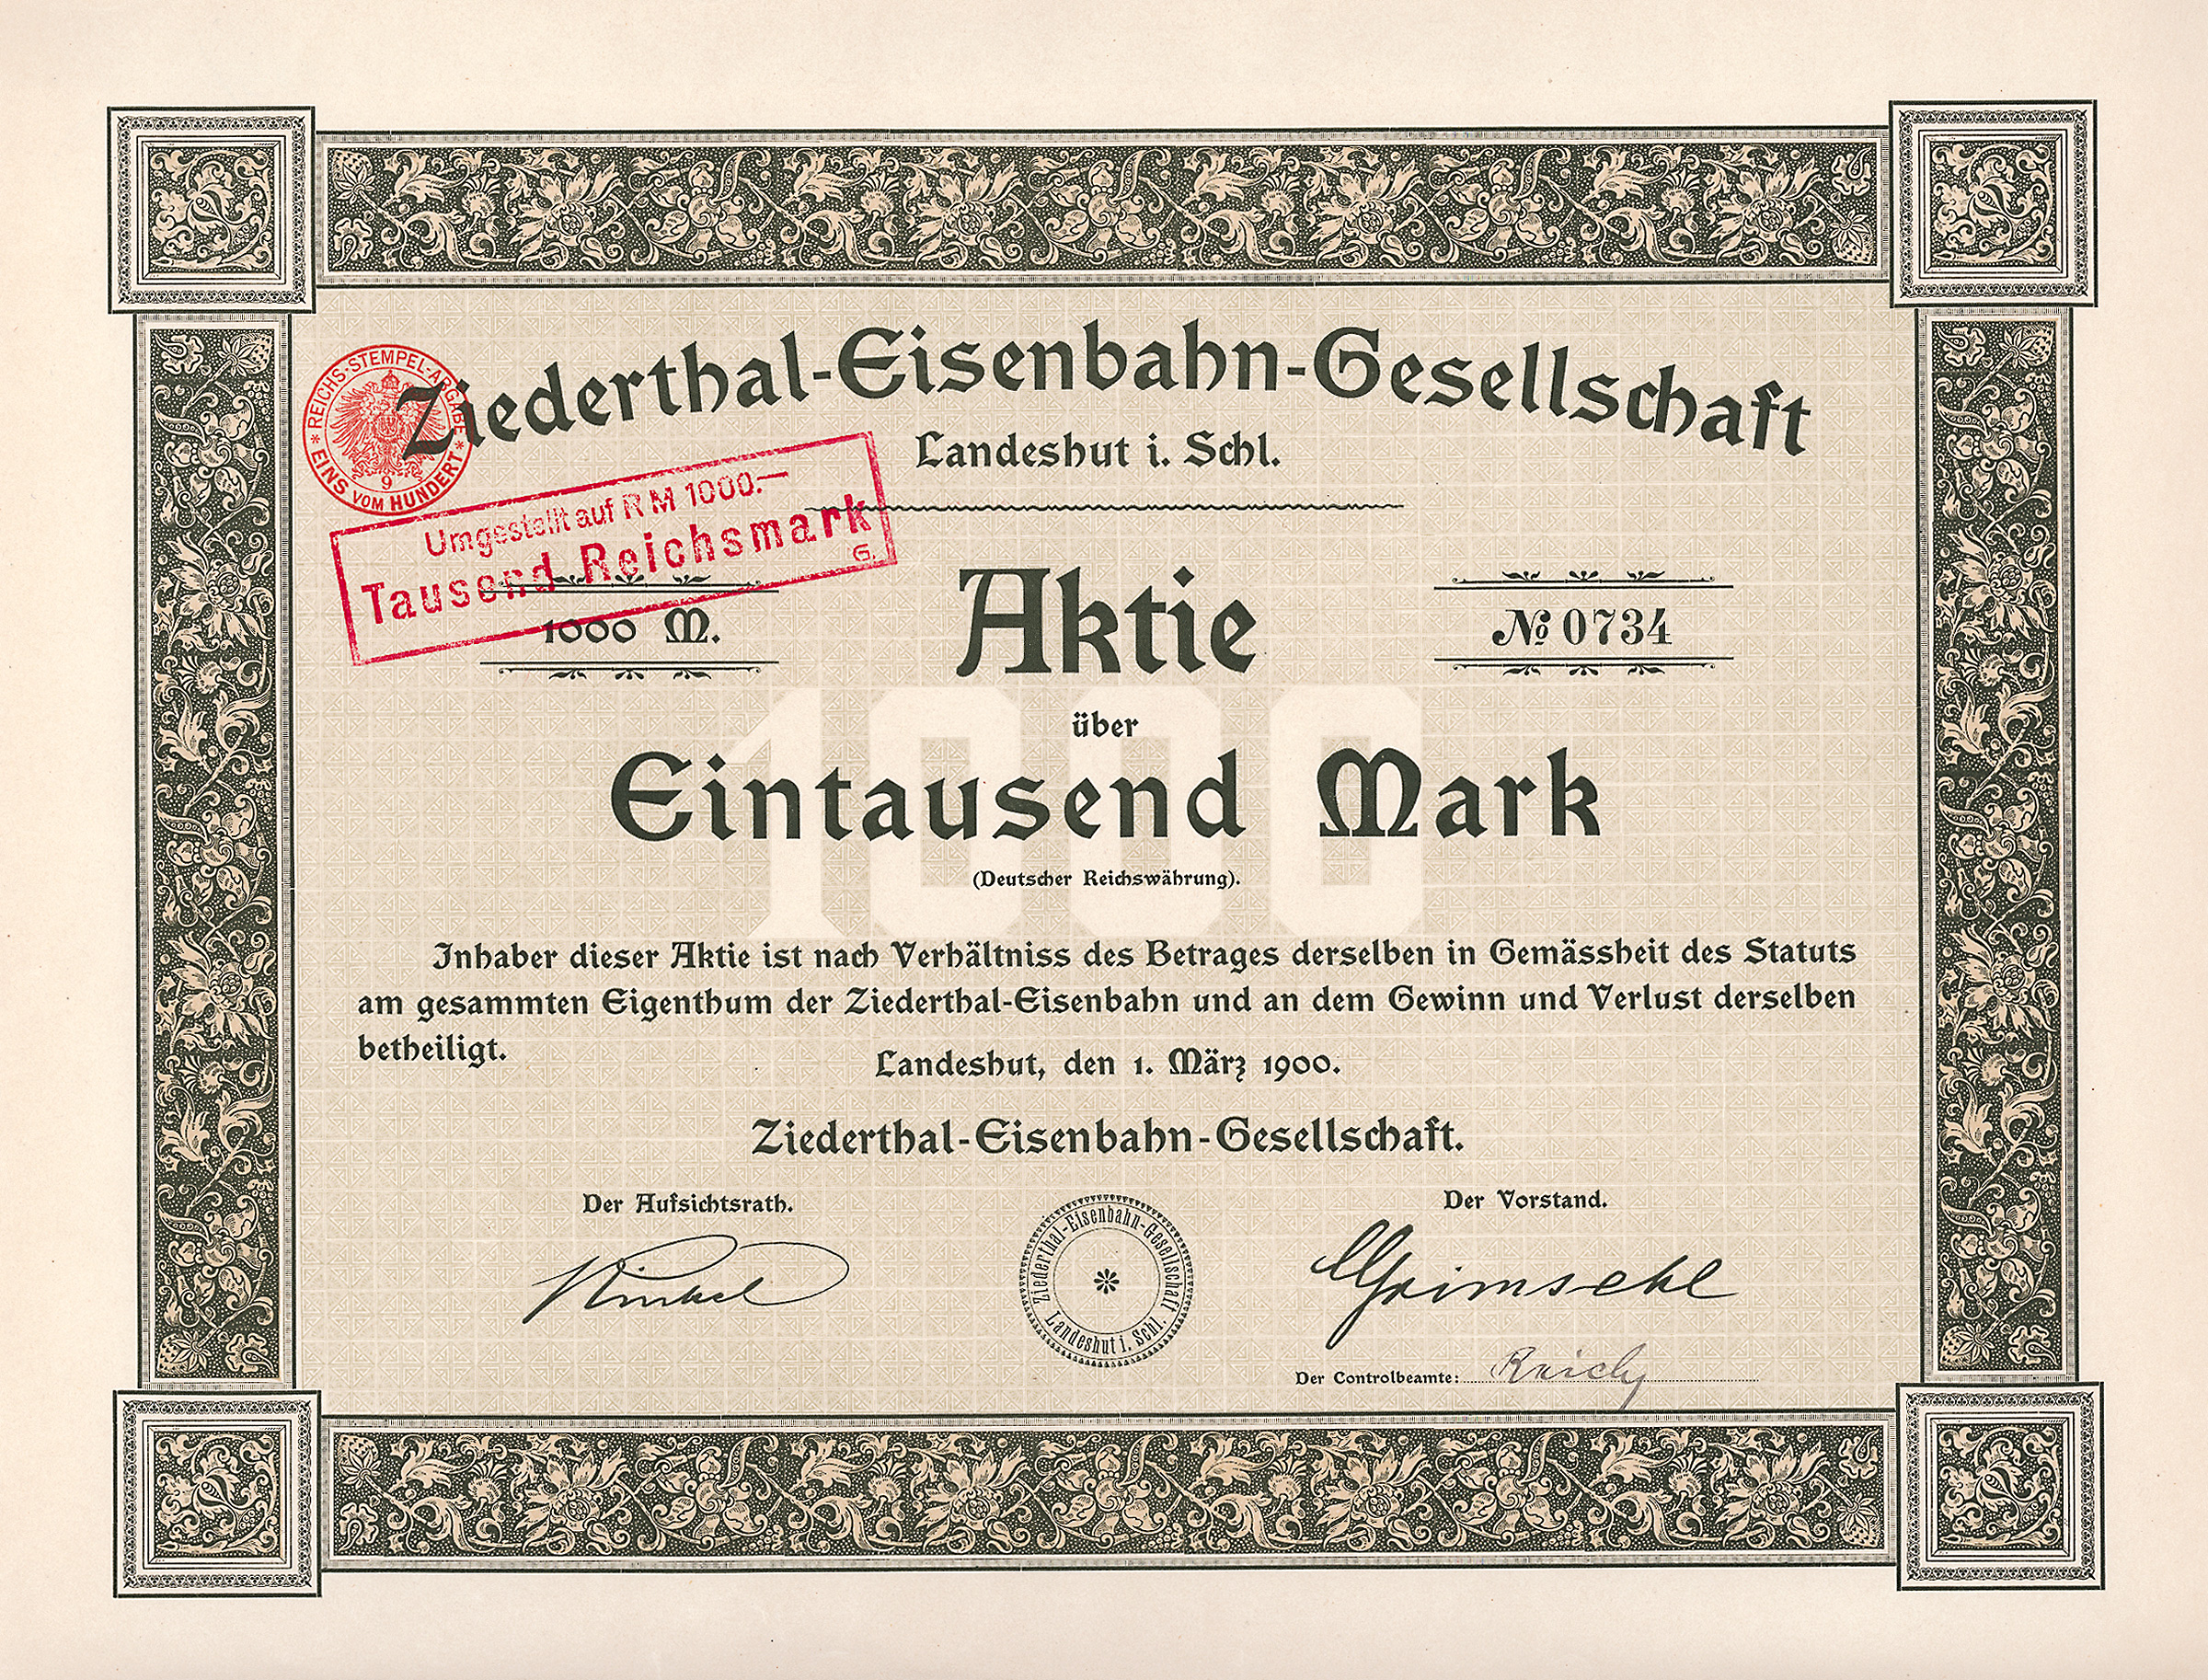 Ziederthal-Eisenbahn-Gesellschaft
Landeshut i. Schl.
REICHS-STEMPEL-ABGABE
* EINS VOM HUNDERT *
9
Umgestellt auf RM 1000.—
Tausend Reichsmark
G.
1000 M.
Aktie
№ 0734
über
1000
Eintausend Mark
(Deutscher Reichswährung).
Inhaber dieser Aktie ist nach Verhältniss des Betrages derselben in Gemässheit des Statuts
am gesammten Eigenthum der Ziederthal-Eisenbahn und an dem Gewinn und Verlust derselben
betheiligt.
Landeshut, den 1. März 1900.
Ziederthal-Eisenbahn-Gesellschaft.
Der Aufsichtsrath.
Der Vorstand.
Ziederthal-Eisenbahn-Gesellschaft
Landeshut i. Schl.
Grimsehl
Der Controlbeamte: